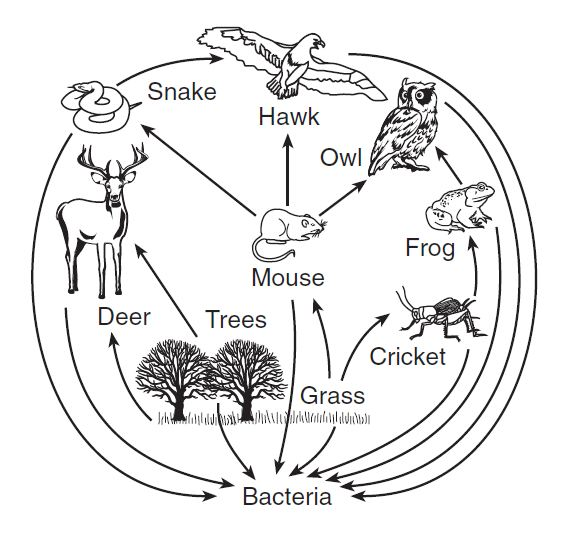 Snake
Hawk
Owl
Frog
Mouse
Deer
Trees
Cricket
Grass
Bacteria